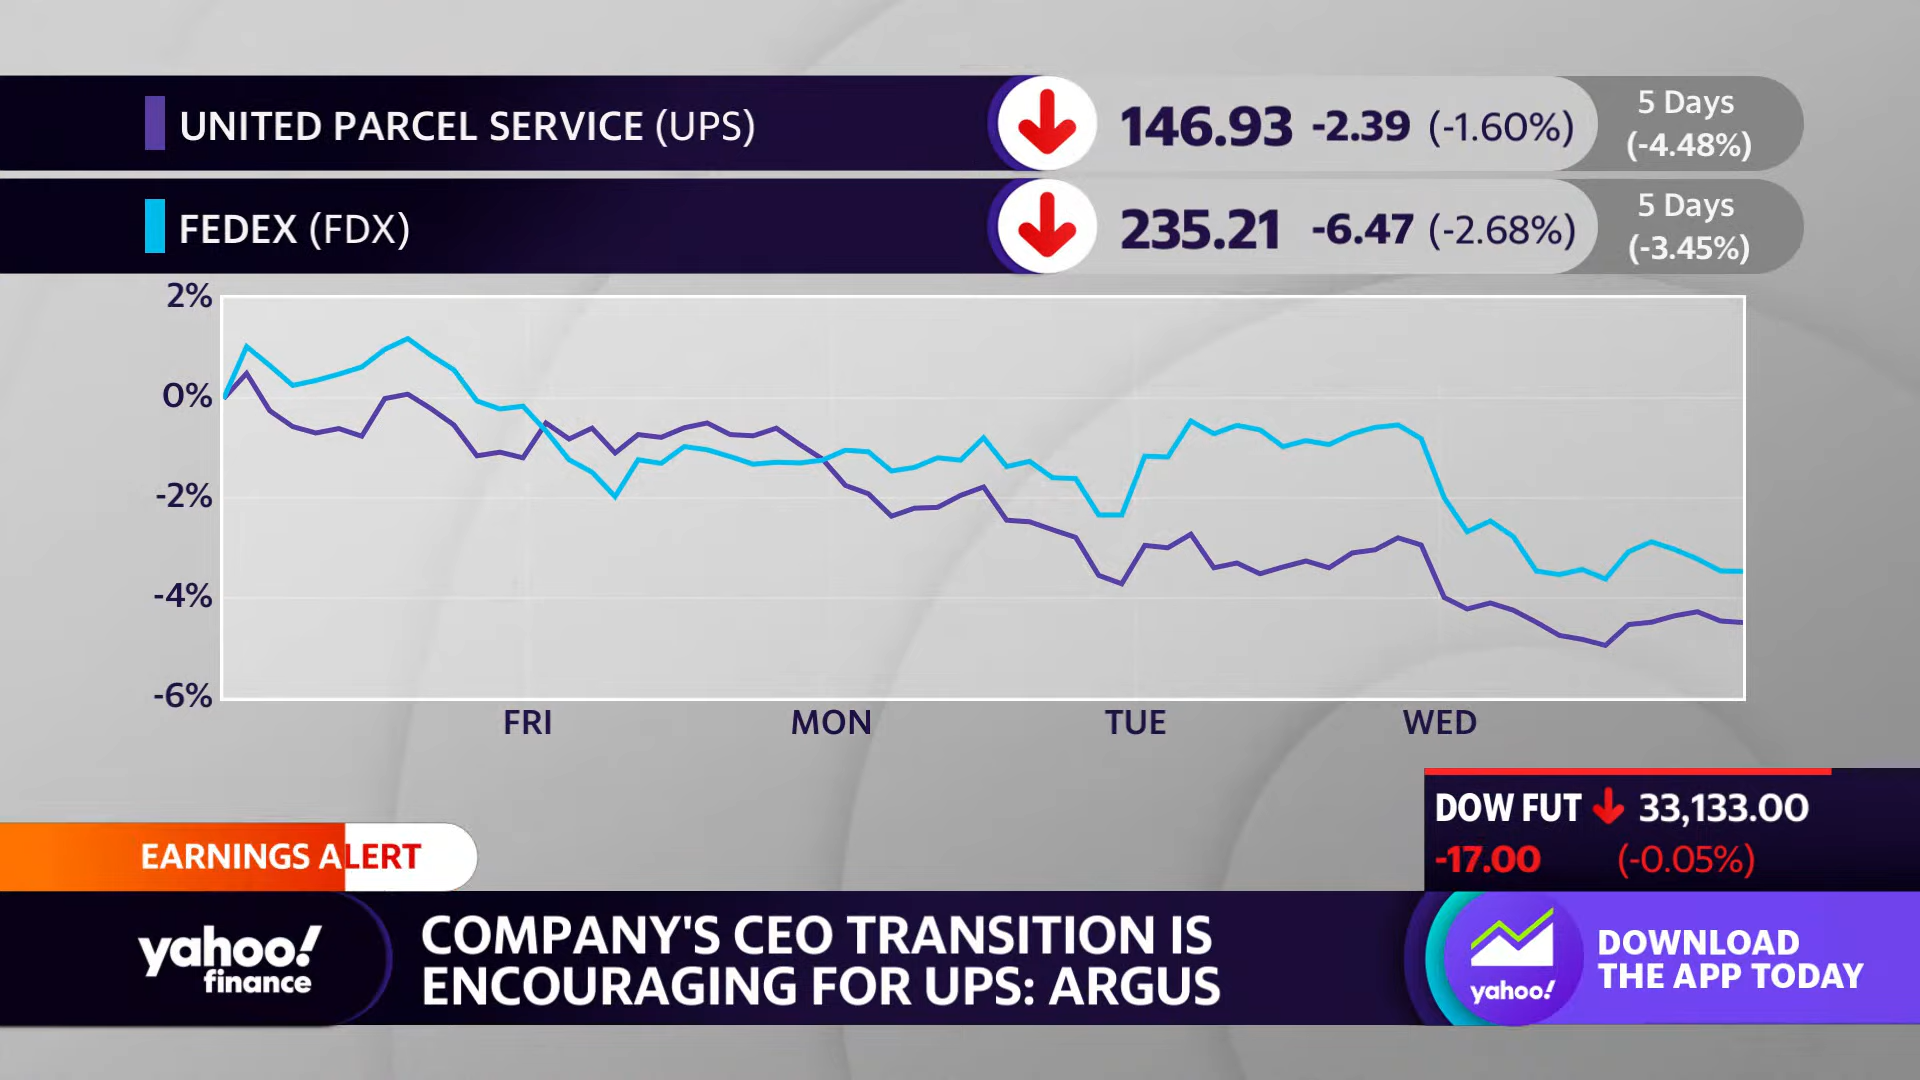 UNITED PARCEL SERVICE (UPS) 146.93 -2.39 (-1.60%) 5 Days (-4.48%)
FEDEX (FDX) 235.21 -6.47 (-2.68%) 5 Days (-3.45%)
2%
0%
-2%
-4%
-6%
FRI MON TUE WED
DOW FUT 33,133.00
-17.00 (-0.05%)
EARNINGS ALERT
yahoo!
finance
COMPANY'S CEO TRANSITION IS
ENCOURAGING FOR UPS: ARGUS
yahoo!
DOWNLOAD
THE APP TODAY